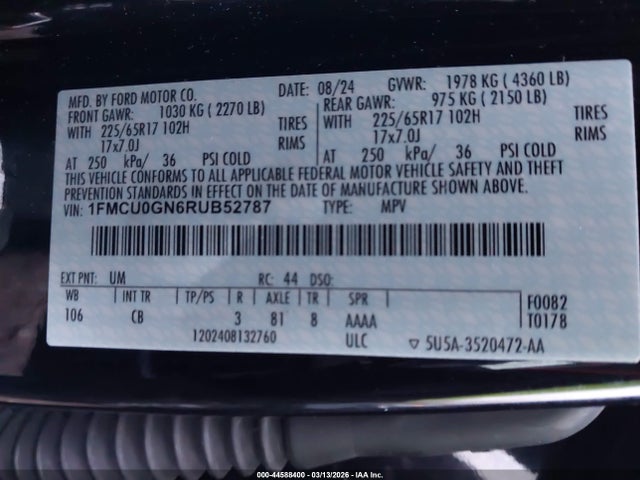 MFD. BY FORD MOTOR CO.
DATE: 08/24 GVWR: 1978 KG ( 4360 LB)
FRONT GAWR: 1030 KG ( 2270 LB)
REAR GAWR: 975 KG ( 2150 LB)
WITH 225/65R17 102H TIRES
WITH 225/65R17 102H TIRES
17x7.0J RIMS
17x7.0J RIMS
AT 250 kPa/ 36 PSI COLD
AT 250 kPa/ 36 PSI COLD
THIS VEHICLE CONFORMS TO ALL APPLICABLE FEDERAL MOTOR VEHICLE SAFETY AND THEFT
PREVENTION STANDARDS IN EFFECT ON THE DATE OF MANUFACTURE SHOWN ABOVE.
VIN: 1FMCU0GN6RUB52787 TYPE: MPV
EXT PNT: UM RC: 44 DSO:
WB INT TR TP/PS R AXLE TR SPR
106 CB 3 81 8 AAAA
F0082
T0178
1202408132760 ULC ▽ 5U5A-3520472-AA
000-44588400 - 03/13/2026 - IAA Inc.